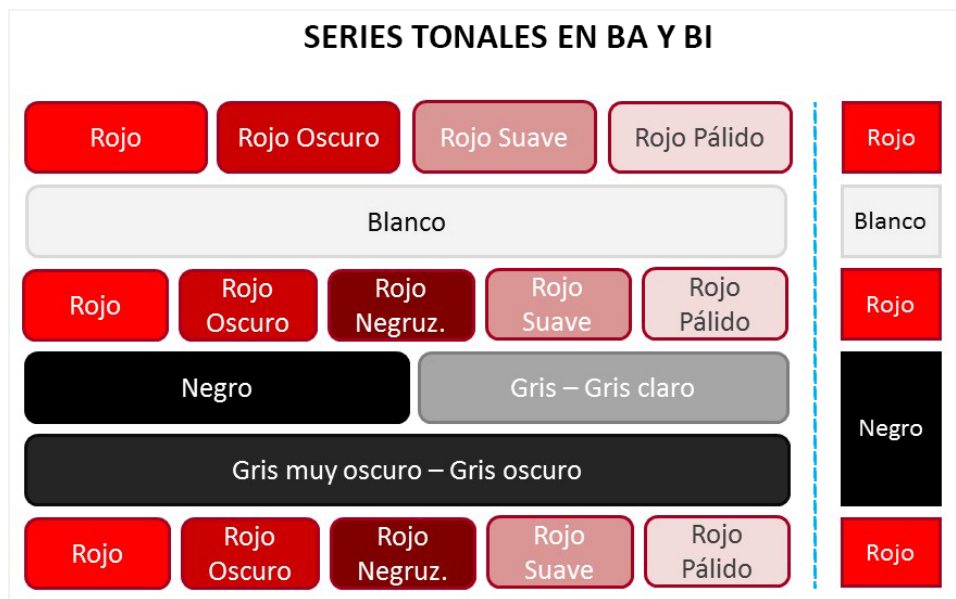 SERIES TONALES EN BA Y BI
Rojo
Rojo Oscuro
Rojo Suave
Rojo Pálido
Rojo
Blanco
Blanco
Rojo
Rojo
Oscuro
Rojo
Negruz.
Rojo
Suave
Rojo
Pálido
Rojo
Negro
Gris – Gris claro
Negro
Gris muy oscuro – Gris oscuro
Rojo
Rojo
Oscuro
Rojo
Negruz.
Rojo
Suave
Rojo
Pálido
Rojo